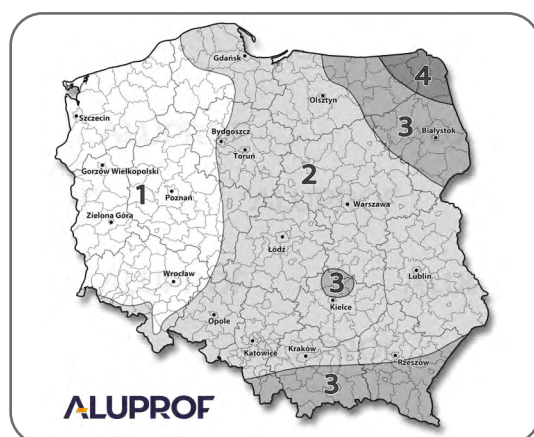 Gdańsk
4
Olsztyn
Szczecin
3
Białystok
Bydgoszcz
Toruń
Gorzów Wielkopolski
1
Poznań
2
Warszawa
Zielona Góra
Łódź
Wrocław
3
Lublin
Kielce
Opole
Katowice
Kraków
Rzeszów
3
ALUPROF